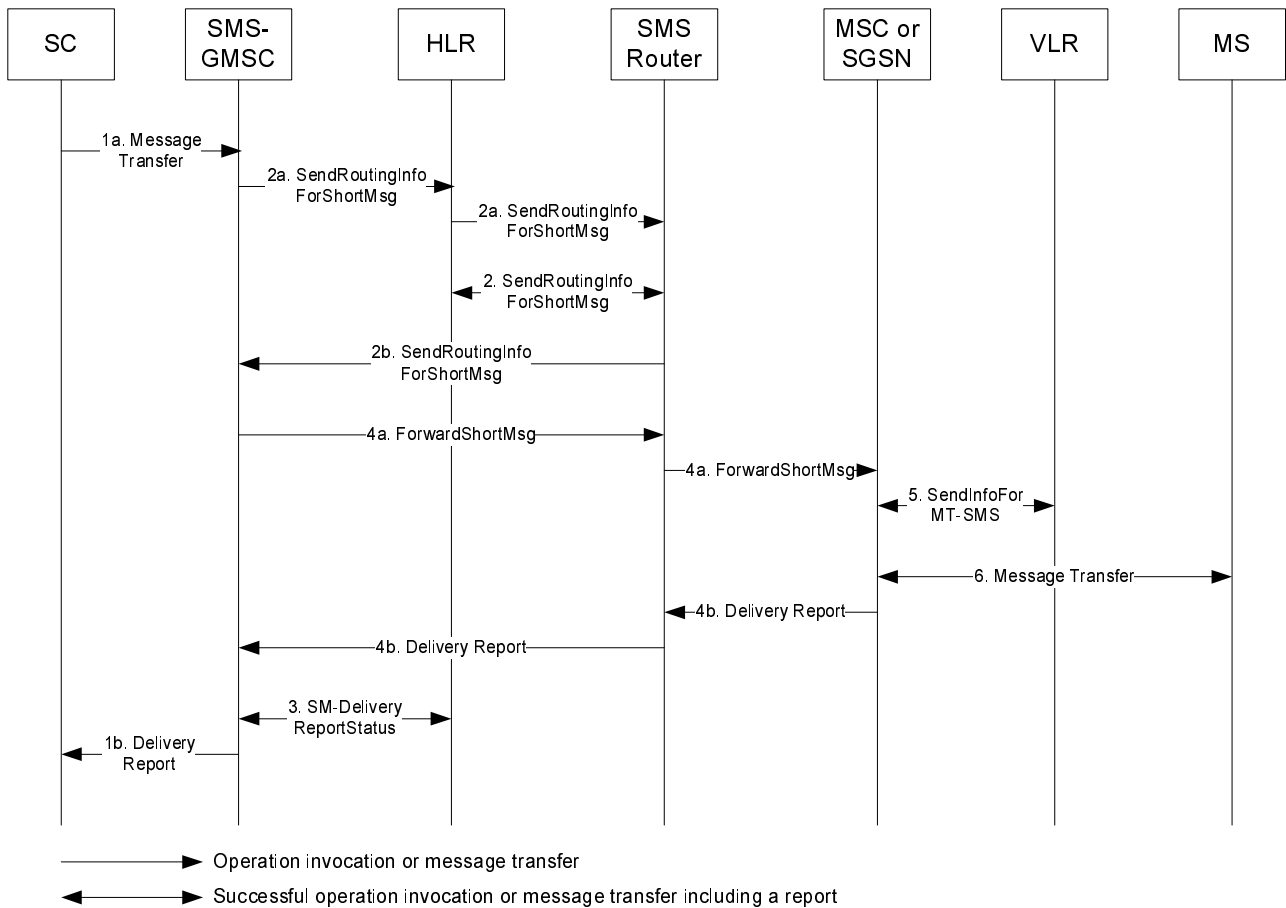 SC
SMS-
GMSC
HLR
SMS
Router
MSC or
SGSN
VLR
MS
1a. Message
Transfer
2a. SendRoutingInfo
ForShortMsg
2a. SendRoutingInfo
ForShortMsg
2. SendRoutingInfo
ForShortMsg
2b. SendRoutingInfo
ForShortMsg
4a. ForwardShortMsg
4a. ForwardShortMsg
5. SendInfoFor
MT-SMS
6. Message Transfer
4b. Delivery Report
4b. Delivery Report
3. SM-Delivery
ReportStatus
1b. Delivery
Report
Operation invocation or message transfer
Successful operation invocation or message transfer including a report